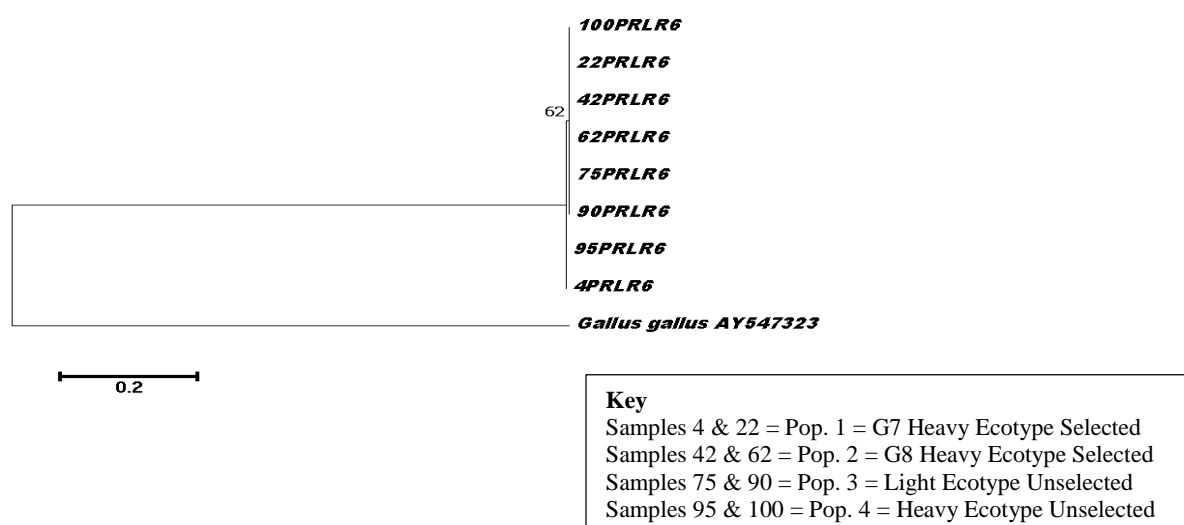 100PRLR6
22PRLR6
42PRLR6
62
62PRLR6
75PRLR6
90PRLR6
95PRLR6
4PRLR6
Gallus gallus AY547323
0.2
Key
Samples 4 & 22 = Pop. 1 = G7 Heavy Ecotype Selected
Samples 42 & 62 = Pop. 2 = G8 Heavy Ecotype Selected
Samples 75 & 90 = Pop. 3 = Light Ecotype Unselected
Samples 95 & 100 = Pop. 4 = Heavy Ecotype Unselected